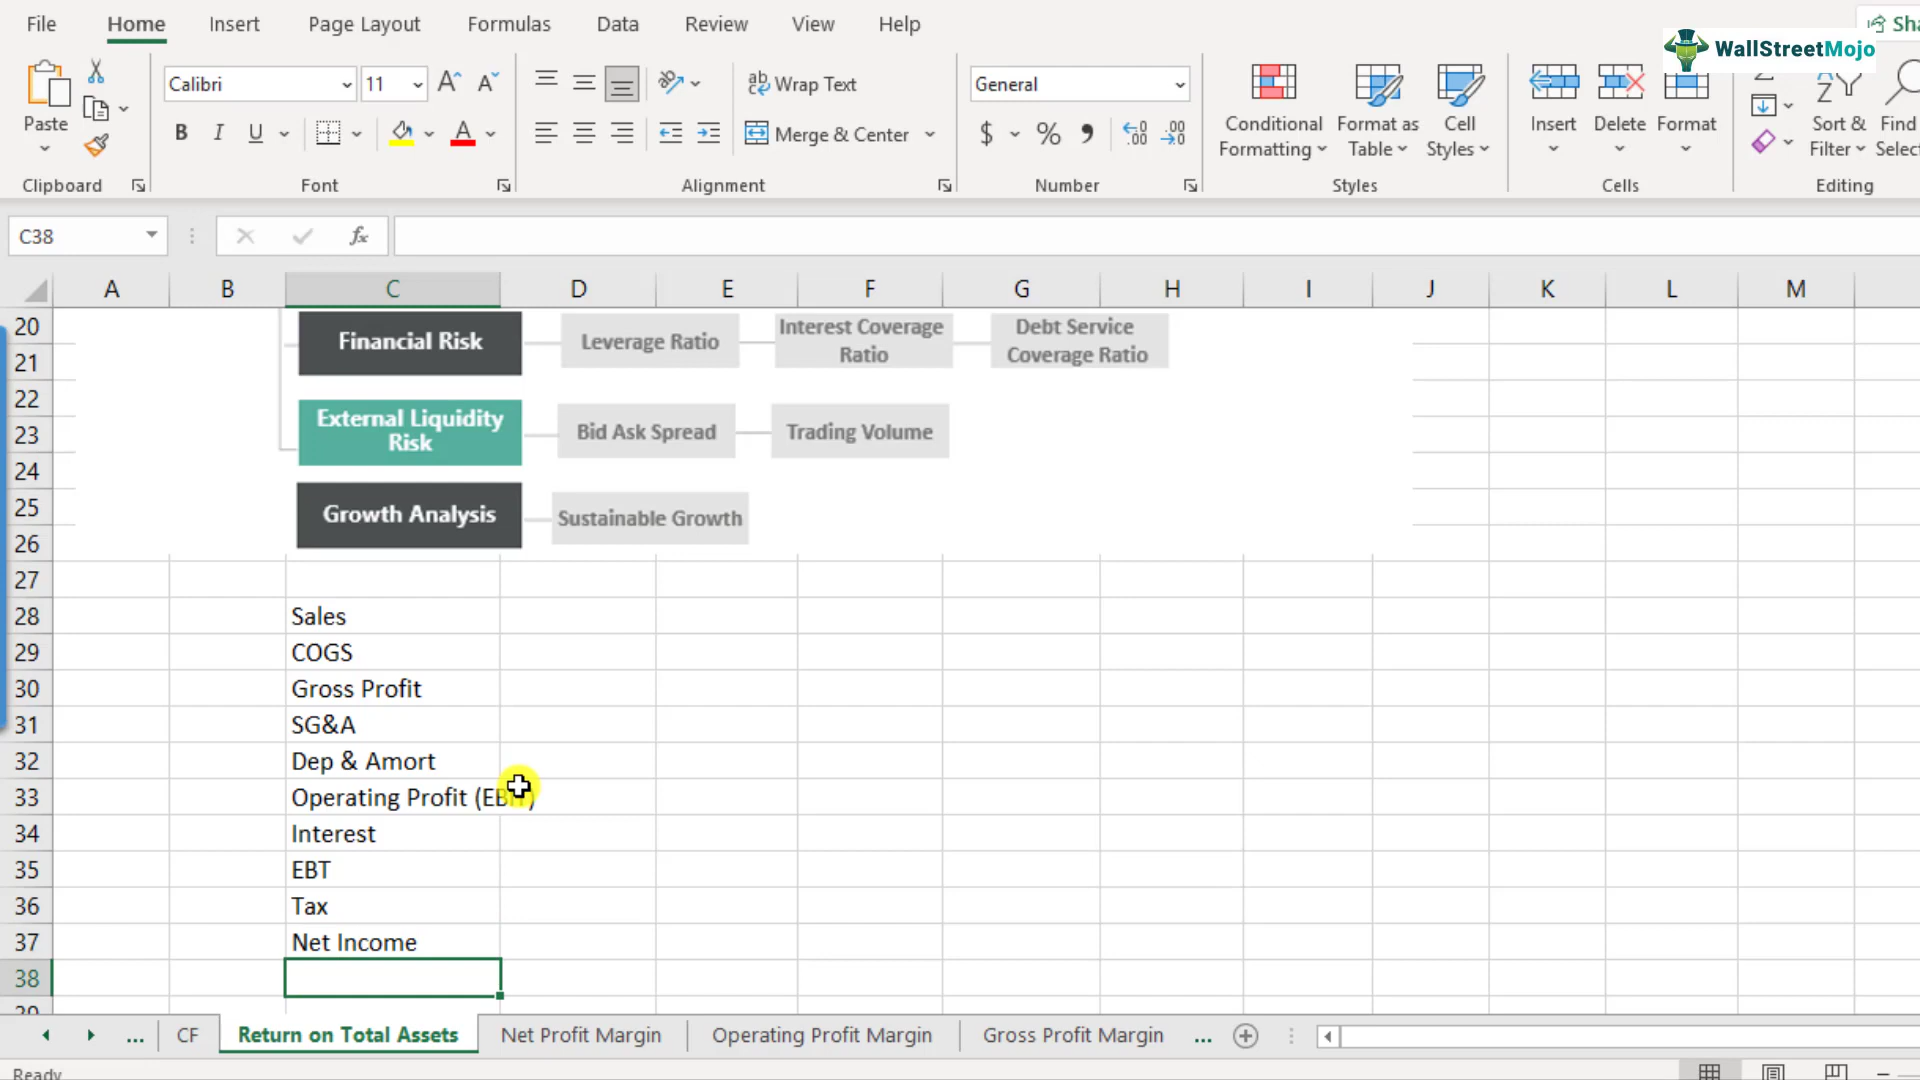 File Home Insert Page Layout Formulas Data Review View Help
WallStreetMojo
Calibri 11 Wrap Text General
Paste
B I U Merge & Center $ % ,
Conditional Formatting Format as Table Cell Styles Insert Delete Format Sort & Filter
Clipboard Font Alignment Number Styles Cells Editing
C38 fx
A B C D E F G H I J K L M
20
21
22
23
24
25
26
27
28
29
30
31
32
33
34
35
36
37
38
Financial Risk
Leverage Ratio
Interest Coverage
Ratio
Debt Service
Coverage Ratio
External Liquidity
Risk
Bid Ask Spread
Trading Volume
Growth Analysis
Sustainable Growth
Sales
COGS
Gross Profit
SG&A
Dep & Amort
Operating Profit (EBIT)
Interest
EBT
Tax
Net Income
... CF Return on Total Assets Net Profit Margin Operating Profit Margin Gross Profit Margin ...
Ready